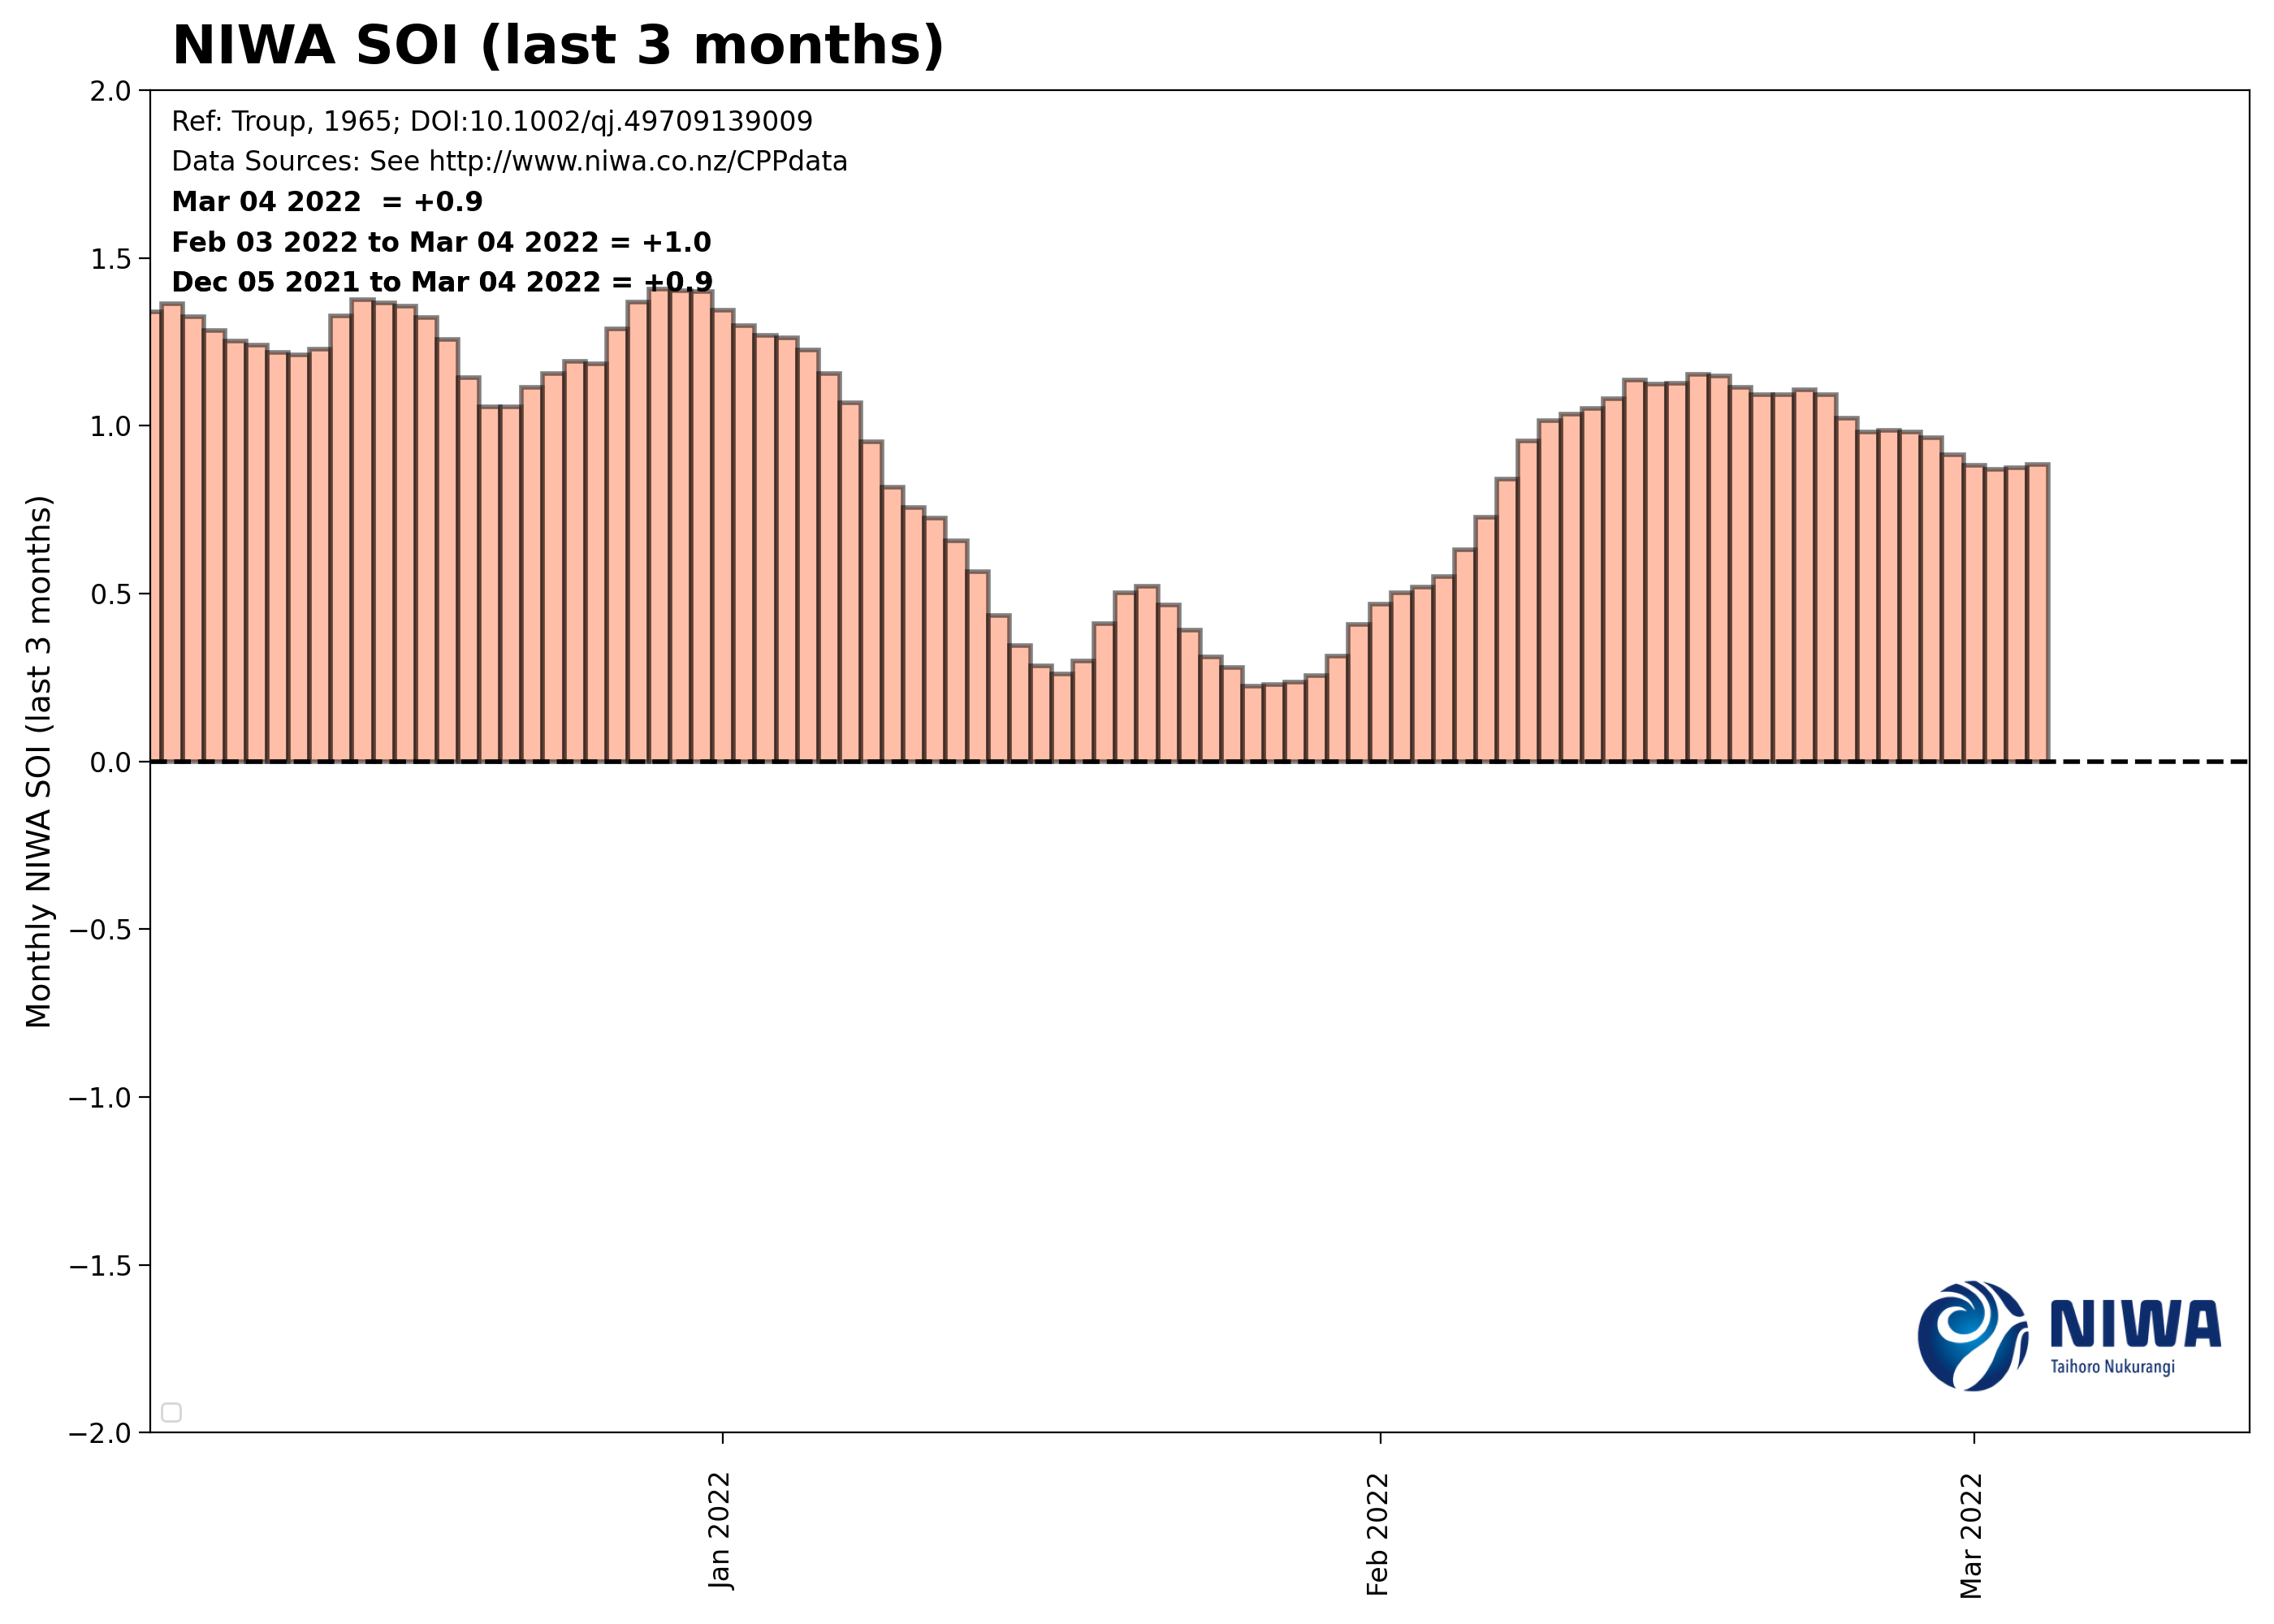 NIWA SOI (last 3 months)
Ref: Troup, 1965; DOI:10.1002/qj.49709139009
Data Sources: See http://www.niwa.co.nz/CPPdata
Mar 04 2022  = +0.9
Feb 03 2022 to Mar 04 2022 = +1.0
Dec 05 2021 to Mar 04 2022 = +0.9
Monthly NIWA SOI (last 3 months)
2.0
1.5
1.0
0.5
0.0
−0.5
−1.0
−1.5
−2.0
NIWA
Taihoro Nukurangi
Jan 2022
Feb 2022
Mar 2022